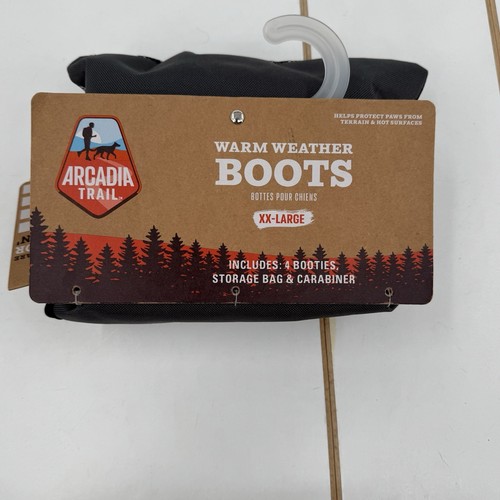 HELPS PROTECT PAWS FROM
TERRAIN & HOT SURFACES
ARCADIA
TRAIL™
WARM WEATHER
BOOTS
BOTTES POUR CHIENS
XX-LARGE
INCLUDES: 4 BOOTIES,
STORAGE BAG & CARABINER